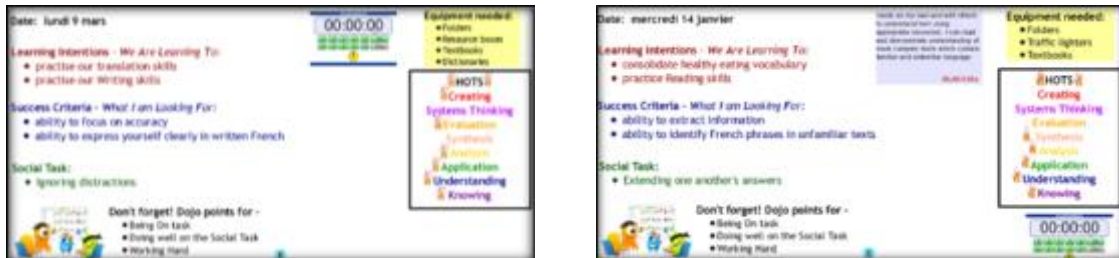 Date: lundi 9 mars
00:00:00
Equipment needed:
• Folders
• Resource boxes
• Textbooks
• Dictionaries
Learning Intentions - We Are Learning To:
• practise our translation skills
• practise our Writing skills
Success Criteria - What I am Looking For:
• ability to focus on accuracy
• ability to express yourself clearly in written French
Social Task:
• Ignoring distractions
HOTS
Creating
Systems Thinking
Evaluation
Synthesis
Analysis
Application
Understanding
Knowing
Don't forget! Dojo points for -
• Being On task
• Doing well on the Social Task
• Working Hard
Date: mercredi 14 janvier
Equipment needed:
• Folders
• Traffic lighters
• Textbooks
Learning Intentions - We Are Learning To:
• consolidate healthy eating vocabulary
• practice Reading skills
Success Criteria - What I am Looking For:
• ability to extract information
• ability to identify French phrases in unfamiliar texts
Social Task:
• Extending one another's answers
HOTS
Creating
Systems Thinking
Evaluation
Synthesis
Analysis
Application
Understanding
Knowing
Don't forget! Dojo points for -
• Being On task
• Doing well on the Social Task
• Working Hard
00:00:00